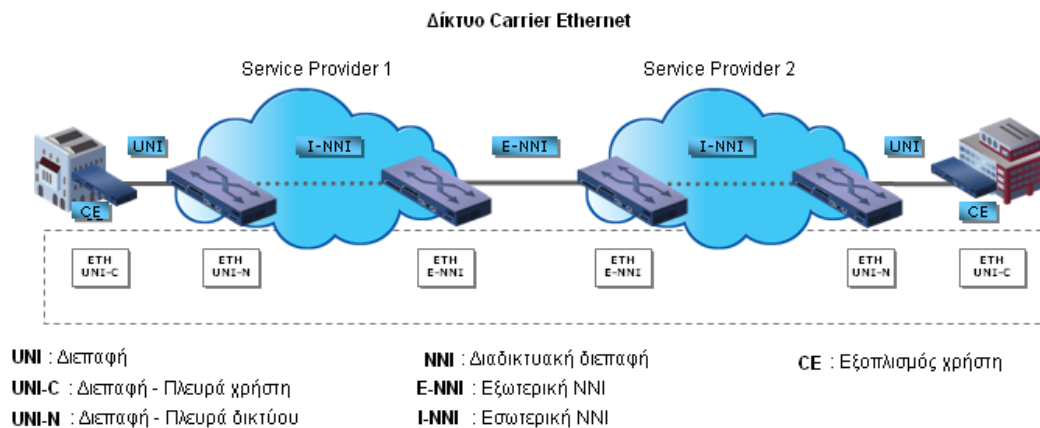 Δίκτυο Carrier Ethernet
Service Provider 1
Service Provider 2
UNI
I-NNI
E-NNI
I-NNI
UNI
CE
CE
ETH
UNI-C
ETH
UNI-N
ETH
E-NNI
ETH
E-NNI
ETH
UNI-N
ETH
UNI-C
UNI : Διεπαφή
NNI : Διαδικτυακή διεπαφή
CE : Εξοπλισμός χρήστη
UNI-C : Διεπαφή - Πλευρά χρήστη
E-NNI : Εξωτερική NNI
UNI-N : Διεπαφή - Πλευρά δικτύου
I-NNI : Εσωτερική NNI